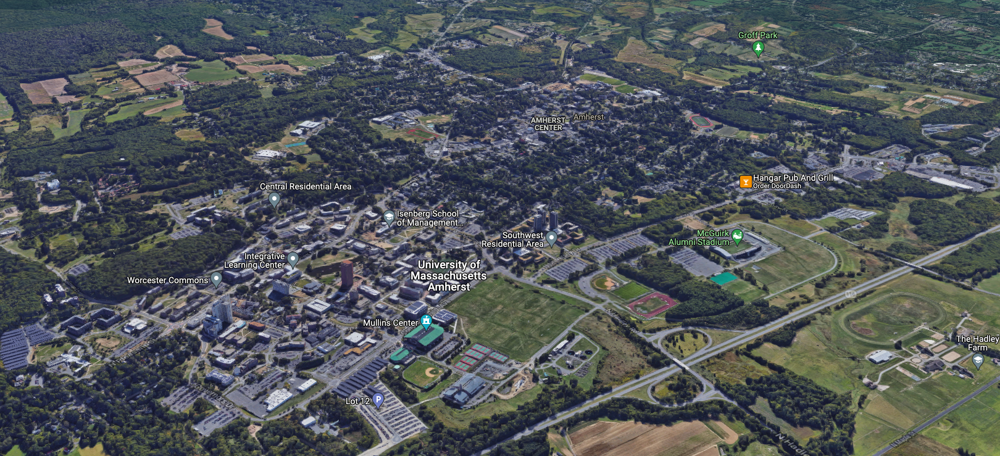 Groff Park
AMHERST
CENTER
Amherst
Hangar Pub And Grill
Order DoorDash
Central Residential Area
Isenberg School
of Management...
Southwest
Residential Area
McGuirk
Alumni Stadium
Integrative
Learning Center
Worcester Commons
University of
Massachusetts
Amherst
Mullins Center
The Hadley
Farm
Lot 12
P
N Maple St